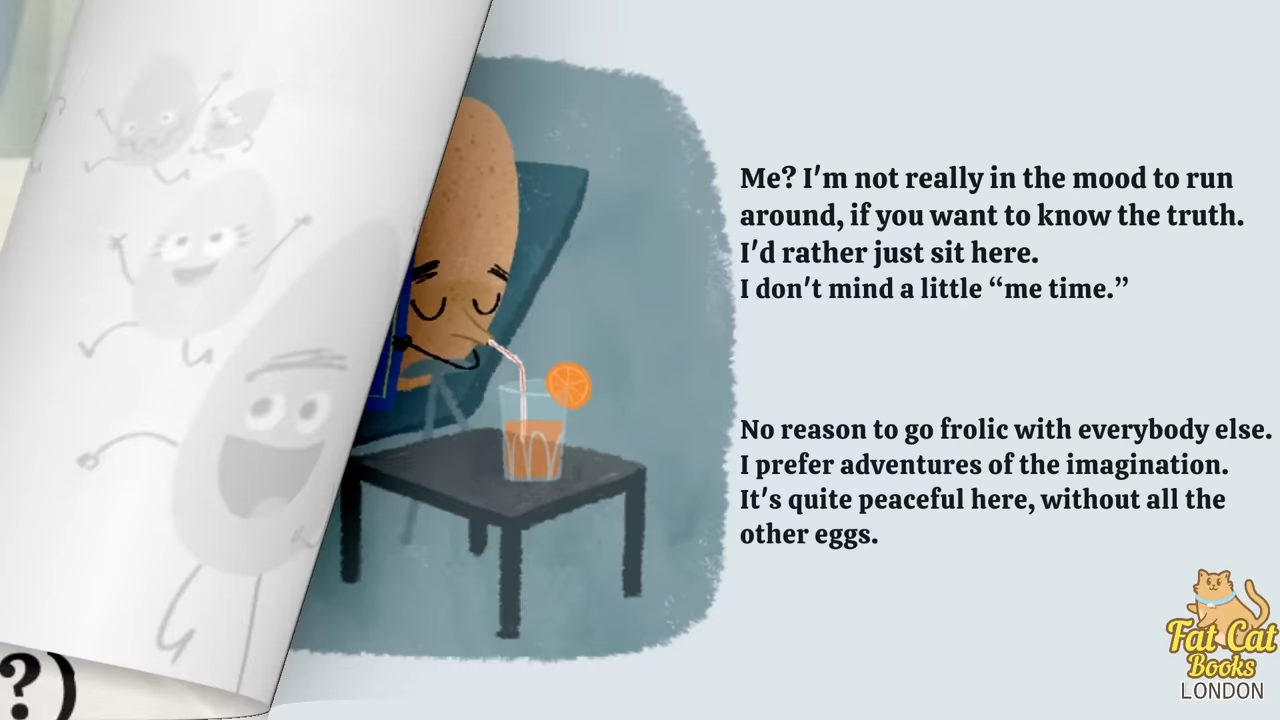 Me? I'm not really in the mood to run
around, if you want to know the truth.
I'd rather just sit here.
I don't mind a little “me time.”
No reason to go frolic with everybody else.
I prefer adventures of the imagination.
It's quite peaceful here, without all the
other eggs.
?)
Fat Cat
Books
LONDON